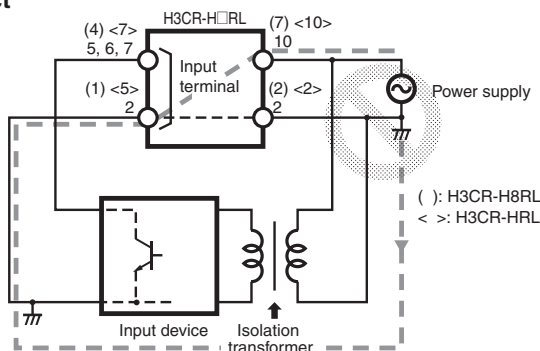 ct
H3CR-H□RL
(4) <7>
5, 6, 7
(7) <10>
10
Input
terminal
(1) <5>
2
(2) <2>
2
Power supply
( ): H3CR-H8RL
< >: H3CR-HRL
Input device
Isolation
transformer